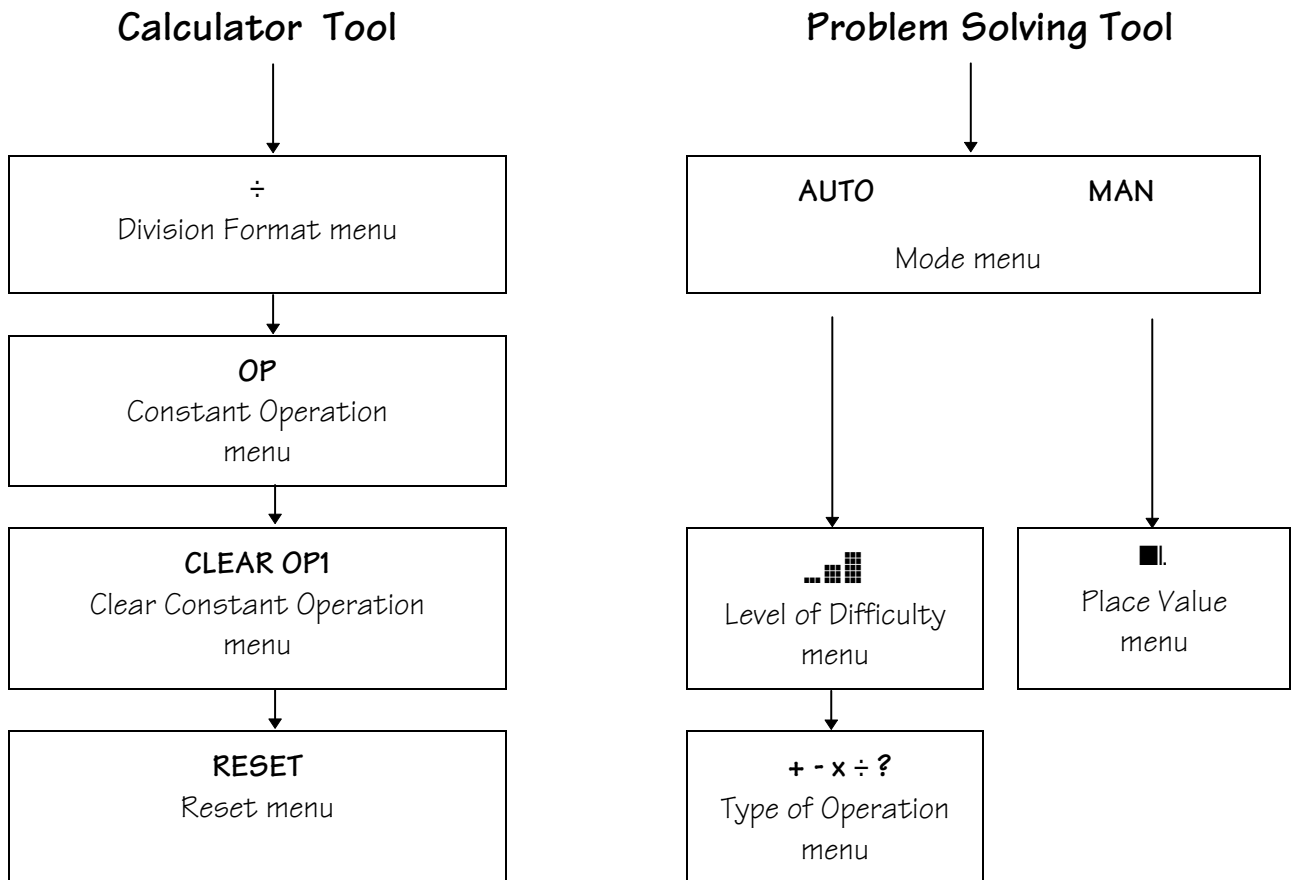 Calculator Tool
÷
Division Format menu
OP
Constant Operation
menu
CLEAR OP1
Clear Constant Operation
menu
RESET
Reset menu
Problem Solving Tool
AUTO MAN
Mode menu
Level of Difficulty
menu
+ - x ÷ ?
Type of Operation
menu
■|.
Place Value
menu